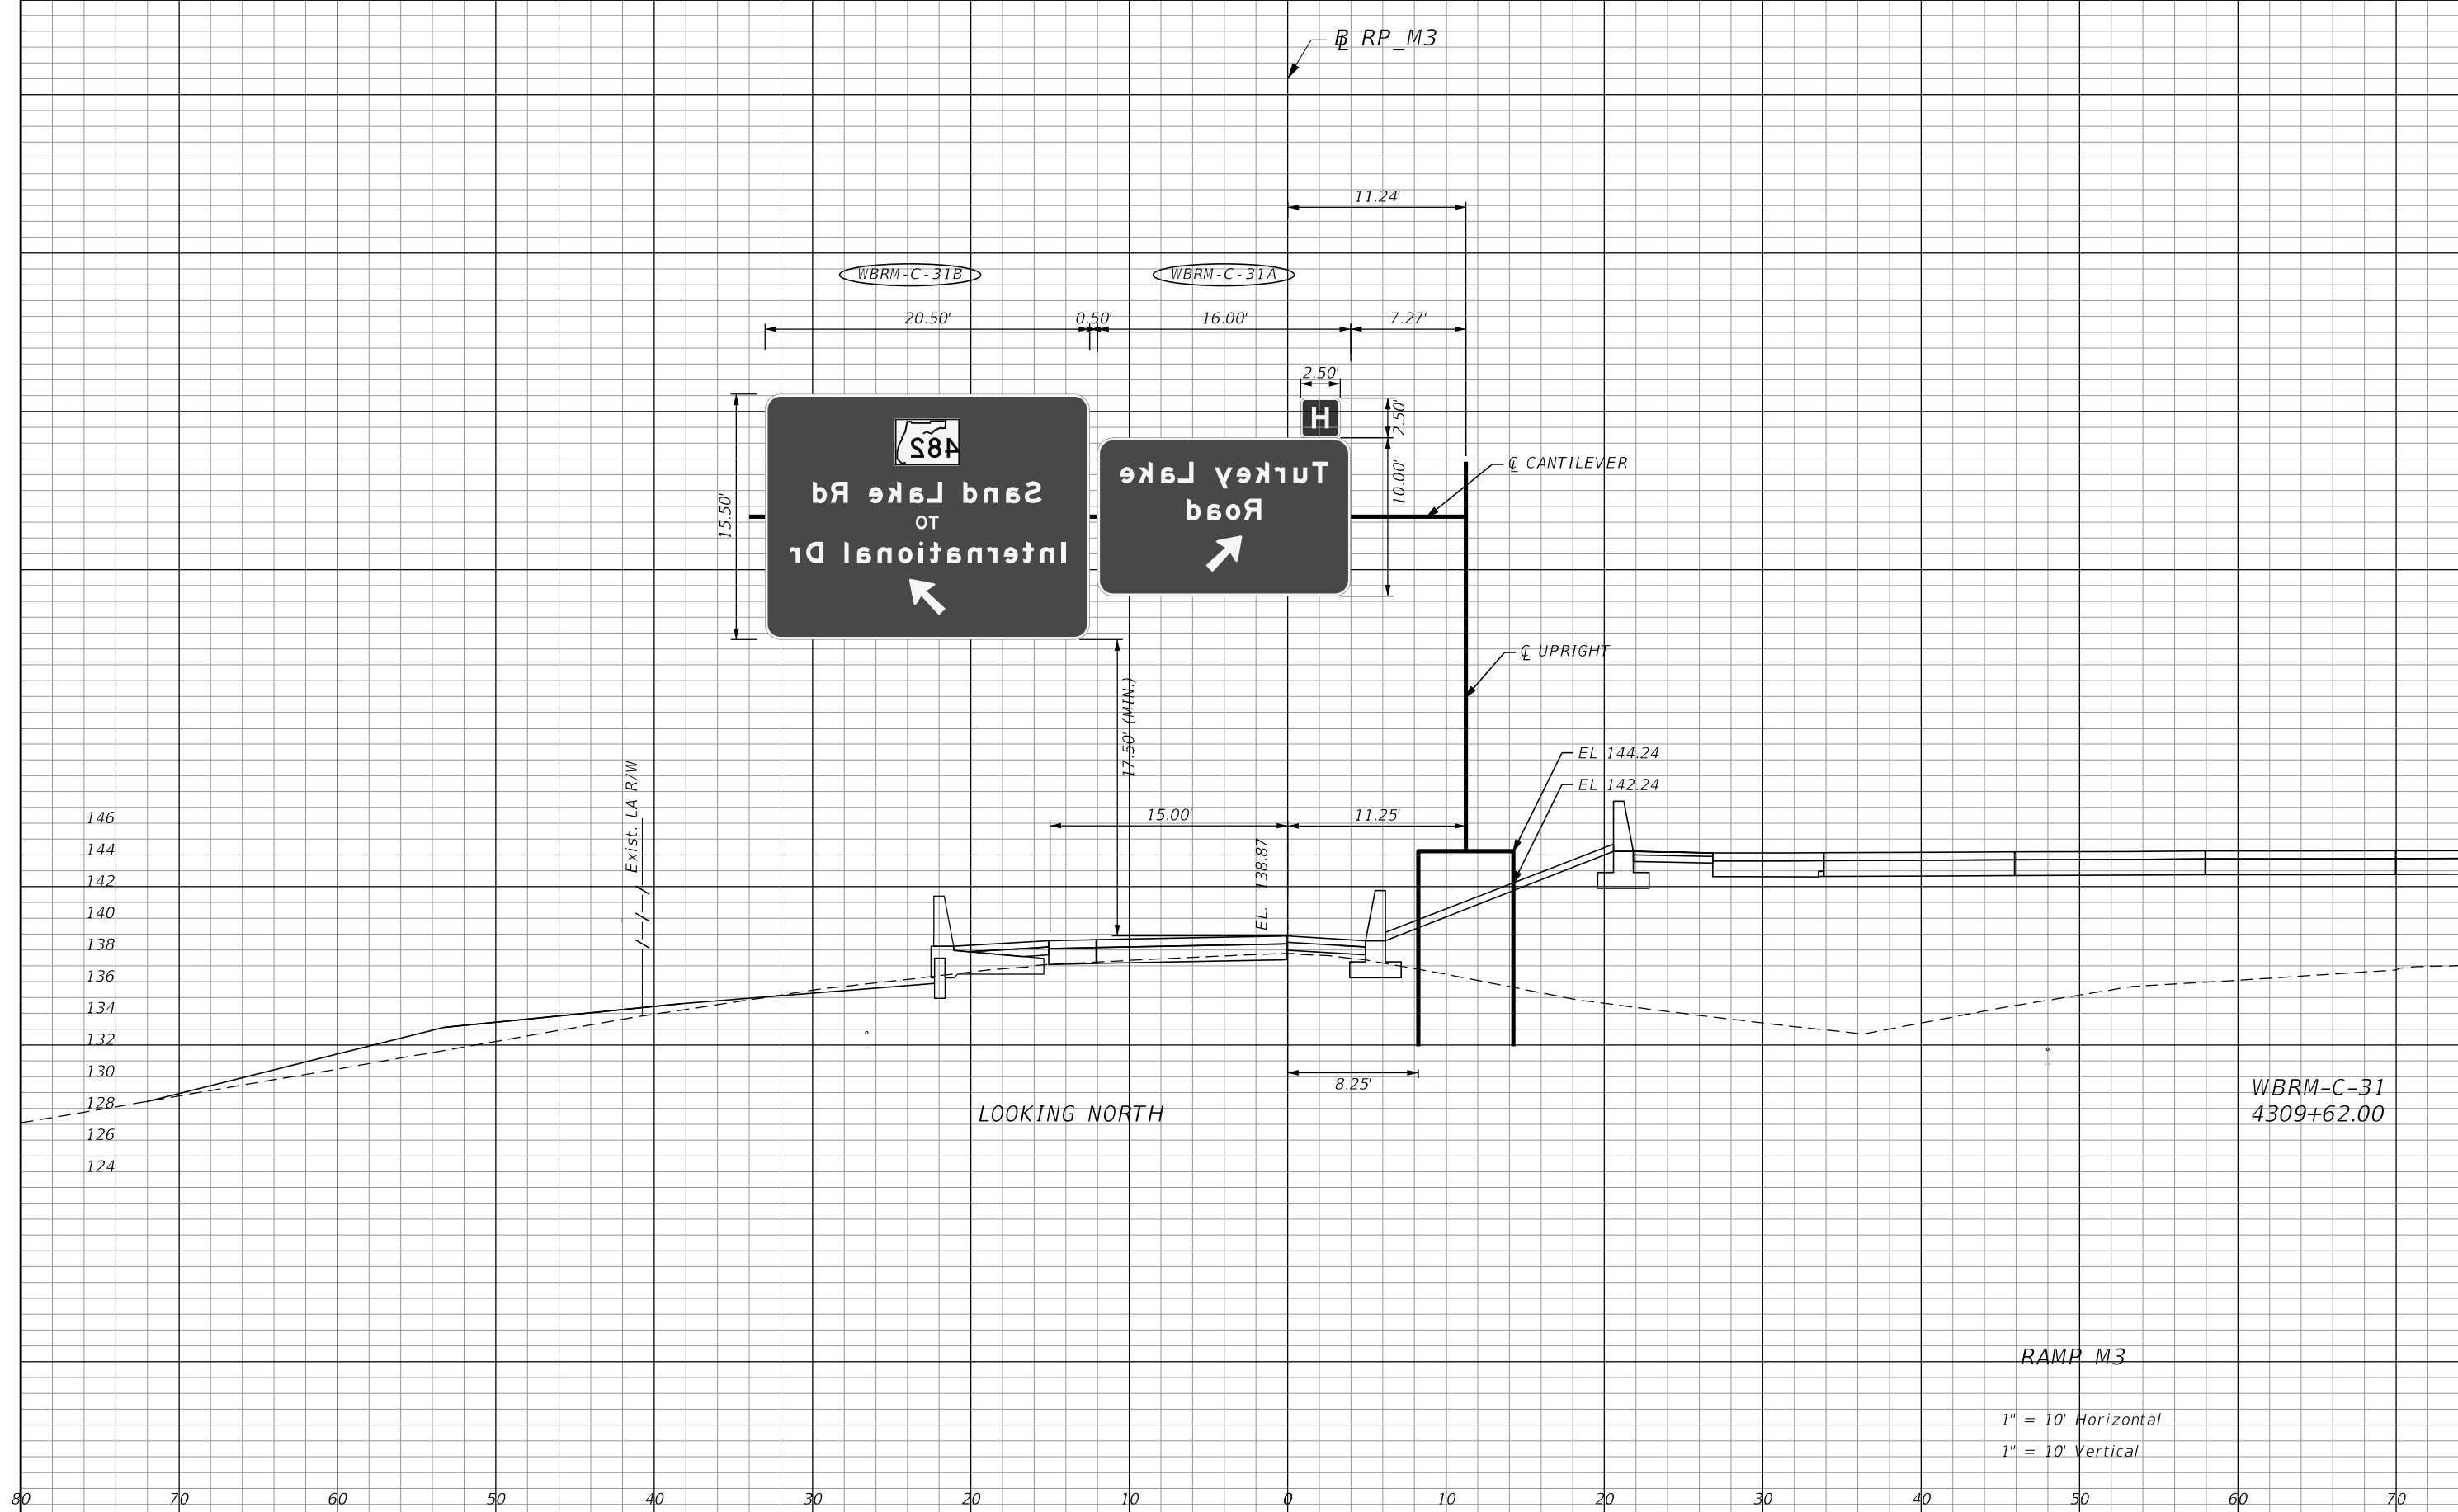 B℄ RP_M3
11.24'
WBRM-C-31B
WBRM-C-31A
20.50'
0.50'
16.00'
7.27'
2.50'
2.50'
H
10.00'
15.50'
482
Sand Lake Rd
TO
International Dr
Turkey Lake
Road
℄ CANTILEVER
℄ UPRIGHT
17.50' (MIN.)
EL 144.24
EL 142.24
Exist. LA R/W
15.00'
11.25'
EL. 138.87
146
144
142
140
138
136
134
132
130
128
126
124
8.25'
LOOKING NORTH
WBRM-C-31
4309+62.00
RAMP M3
1" = 10' Horizontal
1" = 10' Vertical
80 70 60 50 40 30 20 10 0 10 20 30 40 50 60 70